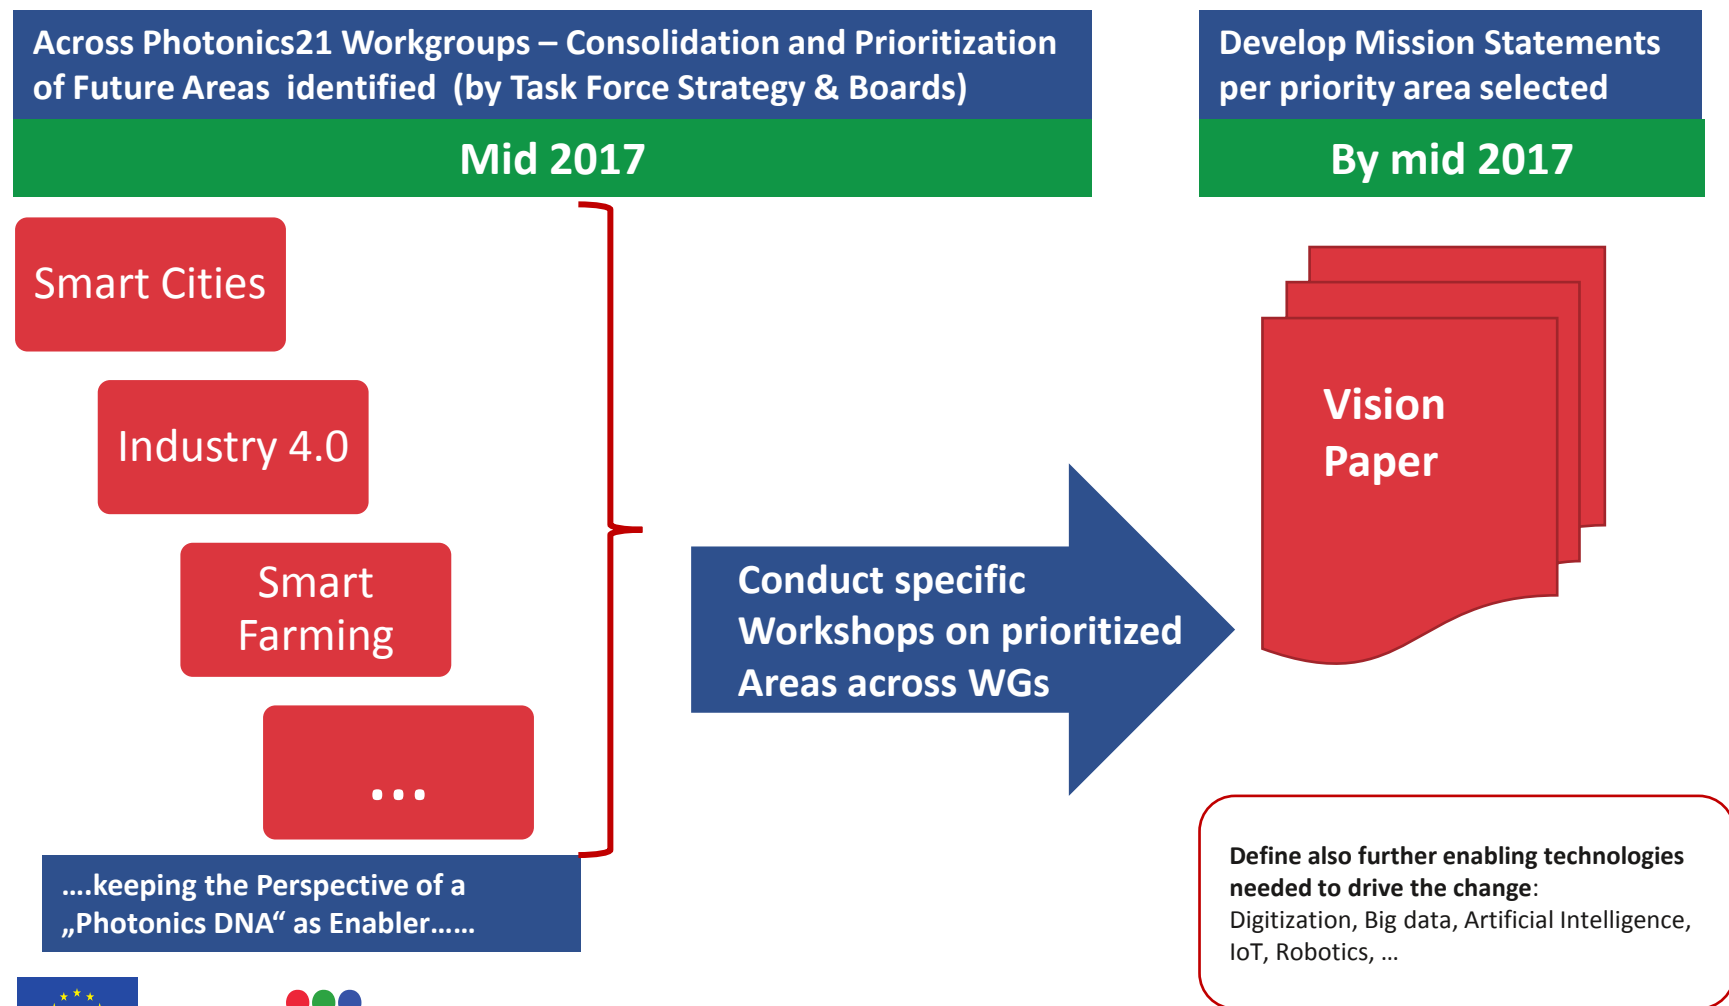 Across Photonics21 Workgroups – Consolidation and Prioritization
of Future Areas  identified  (by Task Force Strategy & Boards)
Mid 2017
Develop Mission Statements
per priority area selected
By mid 2017
Smart Cities
Industry 4.0
Smart
Farming
...
Conduct specific
Workshops on prioritized
Areas across WGs
Vision
Paper
….keeping the Perspective of a
„Photonics DNA“ as Enabler……
Define also further enabling technologies
needed to drive the change:
Digitization, Big data, Artificial Intelligence,
IoT, Robotics, …